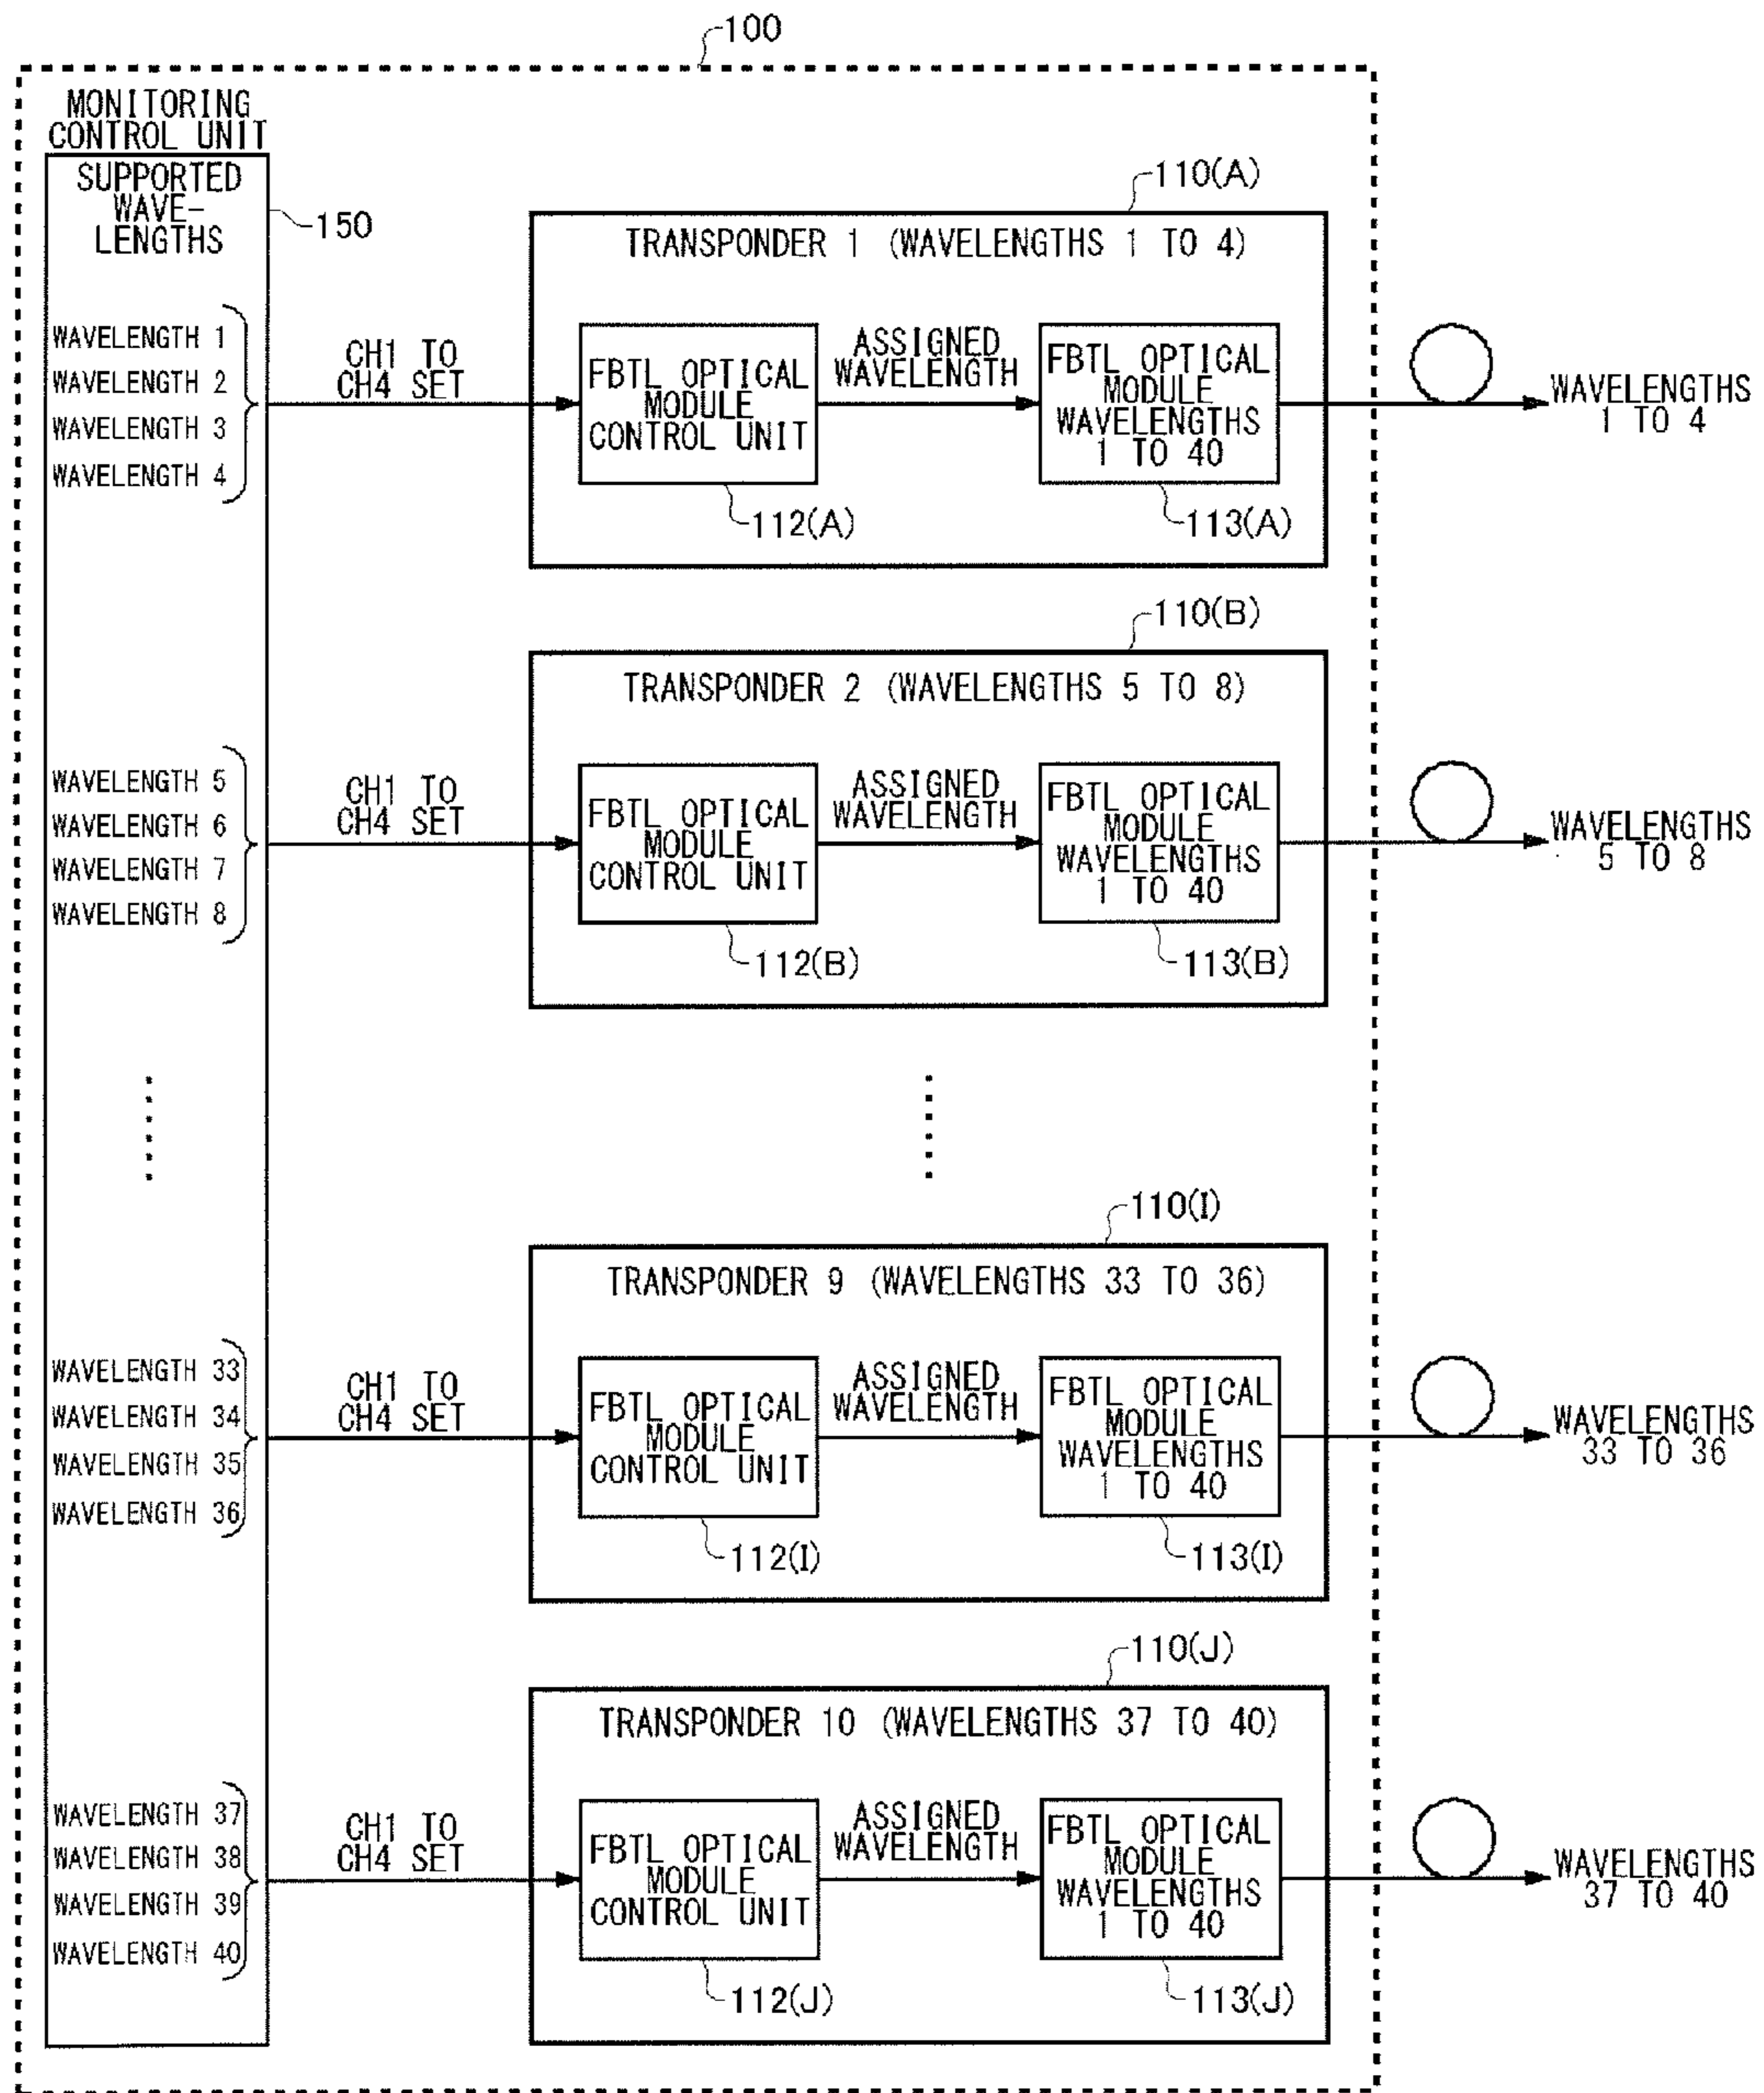 100
MONITORING
CONTROL UNIT
SUPPORTED
WAVE-
LENGTHS
150
WAVELENGTH 1
WAVELENGTH 2
WAVELENGTH 3
WAVELENGTH 4
CH1 TO
CH4 SET
110(A)
TRANSPONDER 1 (WAVELENGTHS 1 TO 4)
FBTL OPTICAL
MODULE
CONTROL UNIT
112(A)
ASSIGNED
WAVELENGTH
FBTL OPTICAL
MODULE
WAVELENGTHS
1 TO 40
113(A)
WAVELENGTHS
1 TO 4
WAVELENGTH 5
WAVELENGTH 6
WAVELENGTH 7
WAVELENGTH 8
CH1 TO
CH4 SET
110(B)
TRANSPONDER 2 (WAVELENGTHS 5 TO 8)
FBTL OPTICAL
MODULE
CONTROL UNIT
112(B)
ASSIGNED
WAVELENGTH
FBTL OPTICAL
MODULE
WAVELENGTHS
1 TO 40
113(B)
WAVELENGTHS
5 TO 8
WAVELENGTH 33
WAVELENGTH 34
WAVELENGTH 35
WAVELENGTH 36
CH1 TO
CH4 SET
110(I)
TRANSPONDER 9 (WAVELENGTHS 33 TO 36)
FBTL OPTICAL
MODULE
CONTROL UNIT
112(I)
ASSIGNED
WAVELENGTH
FBTL OPTICAL
MODULE
WAVELENGTHS
1 TO 40
113(I)
WAVELENGTHS
33 TO 36
WAVELENGTH 37
WAVELENGTH 38
WAVELENGTH 39
WAVELENGTH 40
CH1 TO
CH4 SET
110(J)
TRANSPONDER 10 (WAVELENGTHS 37 TO 40)
FBTL OPTICAL
MODULE
CONTROL UNIT
112(J)
ASSIGNED
WAVELENGTH
FBTL OPTICAL
MODULE
WAVELENGTHS
1 TO 40
113(J)
WAVELENGTHS
37 TO 40